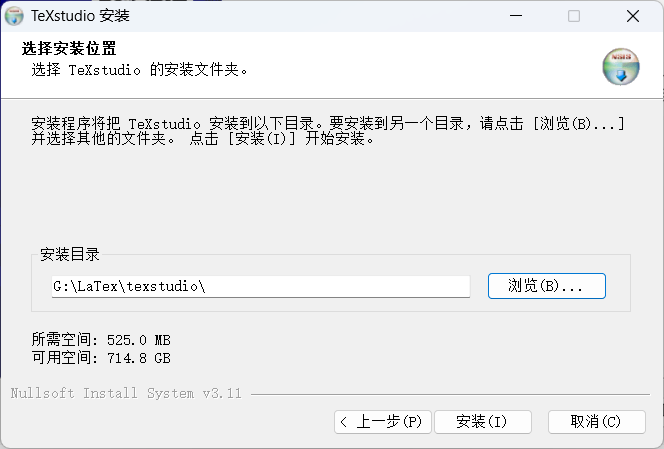 TeXstudio 安装
选择安装位置
选择 TeXstudio 的安装文件夹。
安装程序将把 TeXstudio 安装到以下目录。要安装到另一个目录，请点击 [浏览(B)...]
并选择其他的文件夹。 点击 [安装(I)] 开始安装。
安装目录
G:\LaTex\texstudio\
浏览(B)...
所需空间: 525.0 MB
可用空间: 714.8 GB
Nullsoft Install System v3.11
< 上一步(P)
安装(I)
取消(C)